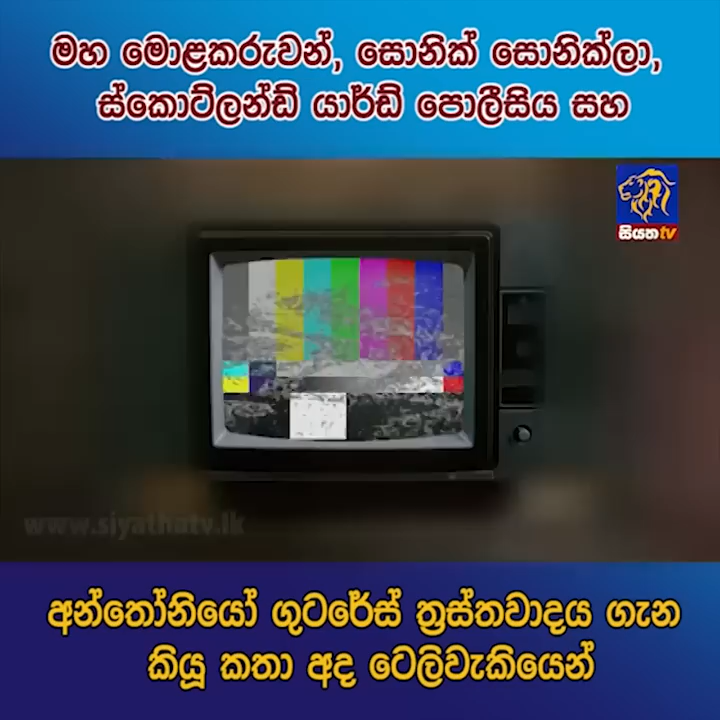 මහ මොළකරුවන්, සොනික් සොනික්ලා,
ස්කොට්ලන්ඩ් යාර්ඩ් පොලීසිය සහ
සියත tv
www.siyathatv.lk
අන්තෝනියෝ ගුටරේස් ත්‍රස්තවාදය ගැන
කියූ කතා අද ටෙලිවැකියෙන්